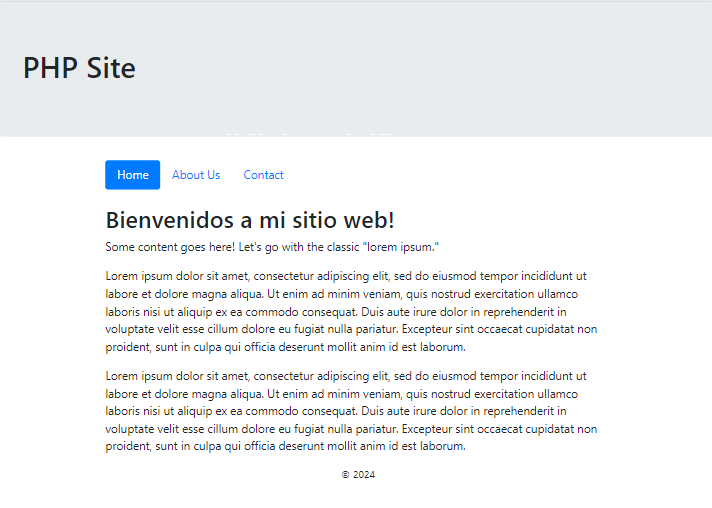 PHP Site
Home About Us Contact
Bienvenidos a mi sitio web!
Some content goes here! Let's go with the classic "lorem ipsum."
Lorem ipsum dolor sit amet, consectetur adipiscing elit, sed do eiusmod tempor incididunt ut
labore et dolore magna aliqua. Ut enim ad minim veniam, quis nostrud exercitation ullamco
laboris nisi ut aliquip ex ea commodo consequat. Duis aute irure dolor in reprehenderit in
voluptate velit esse cillum dolore eu fugiat nulla pariatur. Excepteur sint occaecat cupidatat non
proident, sunt in culpa qui officia deserunt mollit anim id est laborum.
Lorem ipsum dolor sit amet, consectetur adipiscing elit, sed do eiusmod tempor incididunt ut
labore et dolore magna aliqua. Ut enim ad minim veniam, quis nostrud exercitation ullamco
laboris nisi ut aliquip ex ea commodo consequat. Duis aute irure dolor in reprehenderit in
voluptate velit esse cillum dolore eu fugiat nulla pariatur. Excepteur sint occaecat cupidatat non
proident, sunt in culpa qui officia deserunt mollit anim id est laborum.
© 2024